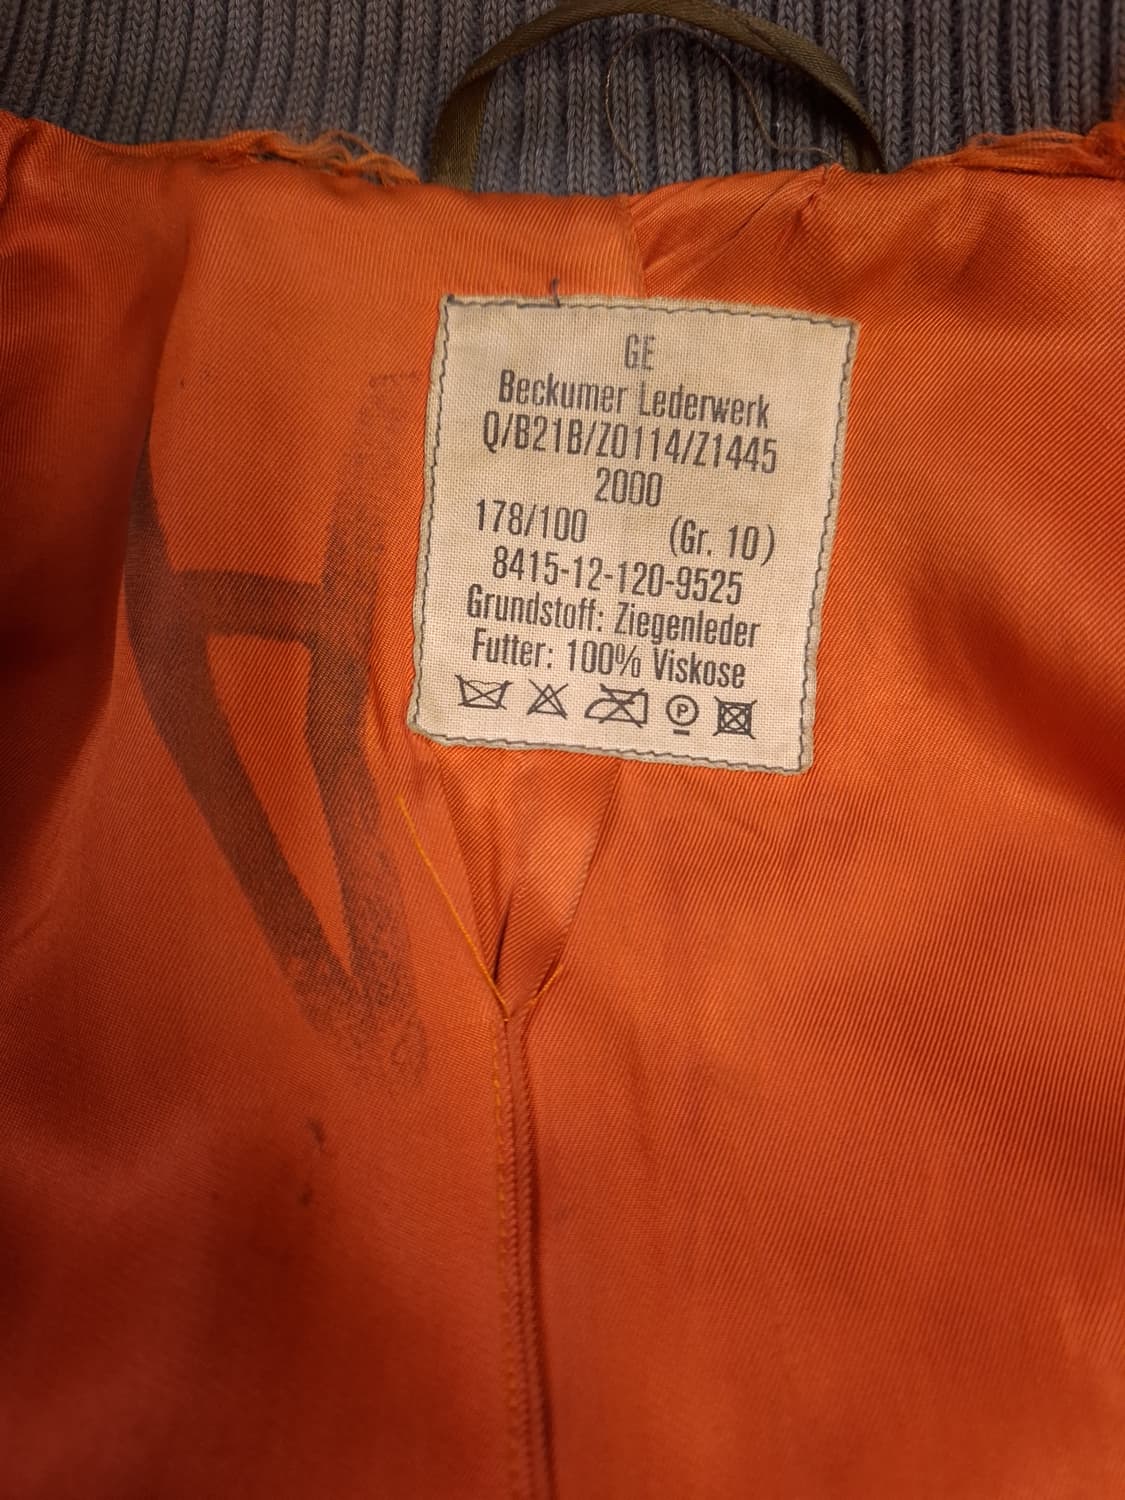 GE
Beckumer Lederwerk
Q/B21B/Z0114/Z1445
2000
178/100 (Gr. 10)
8415-12-120-9525
Grundstoff: Ziegenleder
Futter: 100% Viskose
P